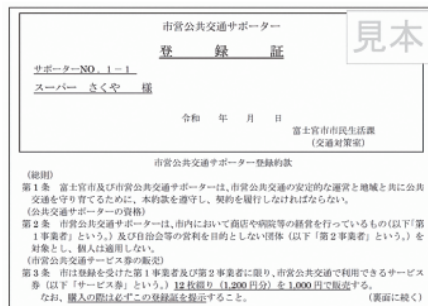 市営公共交通サポーター
見本
登録証
サポーターNO．1－1
スーパー　さくや　様
令和　年　月　日
富士宮市市民生活課
（交通対策室）
市営公共交通サポーター登録約款
（総則）
第1条　富士宮市及び市営公共交通サポーターは、市営公共交通の安定的な運営と地域と共に公共
交通を守り育てるために、本約款を遵守し、契約を履行しなければならない。
（公共交通サポーターの資格）
第2条　市営公共交通サポーターは、市内において商店や病院等の経営を行っているもの（以下「第
1事業者」という。）及び自治会等の営利を目的としない団体（以下「第2事業者」という。）を
対象とし、個人は適用しない。
（市営公共交通サービス券の販売）
第3条　市は登録を受けた第1事業者及び第2事業者に限り、市営公共交通で利用できるサービス
券（以下「サービス券」という。）12枚綴り（1,200円分）を1,000円で販売する。
なお、購入の際は必ずこの登録証を提示すること。
（裏面に続く）